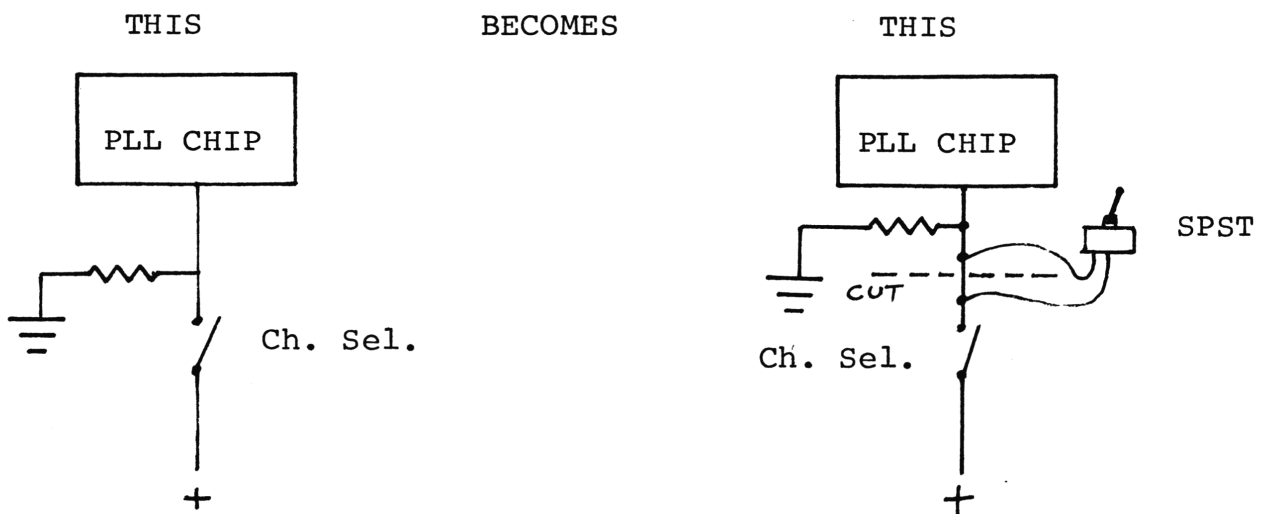 THIS BECOMES THIS
PLL CHIP
PLL CHIP
SPST
CUT
Ch. Sel.
Ch. Sel.
+
+